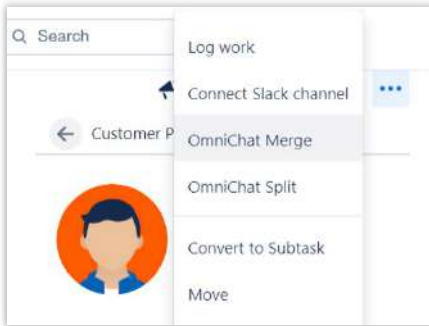 Search
Log work
Connect Slack channel
Customer P
OmniChat Merge
OmniChat Split
Convert to Subtask
Move